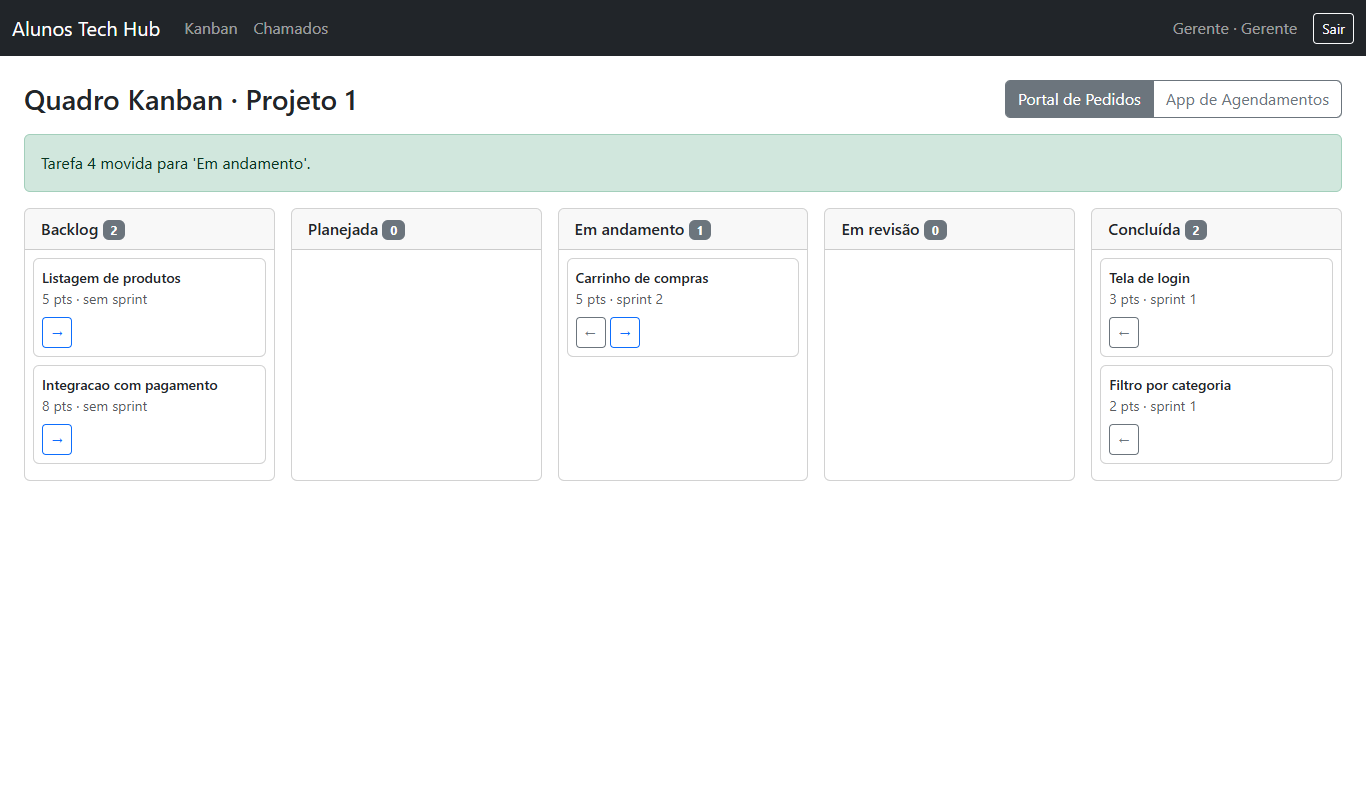 Alunos Tech Hub Kanban Chamados Gerente · Gerente Sair
Quadro Kanban · Projeto 1 Portal de Pedidos App de Agendamentos
Tarefa 4 movida para 'Em andamento'.
Backlog 2
Listagem de produtos
5 pts · sem sprint
→
Integracao com pagamento
8 pts · sem sprint
→
Planejada 0
Em andamento 1
Carrinho de compras
5 pts · sprint 2
← →
Em revisão 0
Concluída 2
Tela de login
3 pts · sprint 1
←
Filtro por categoria
2 pts · sprint 1
←